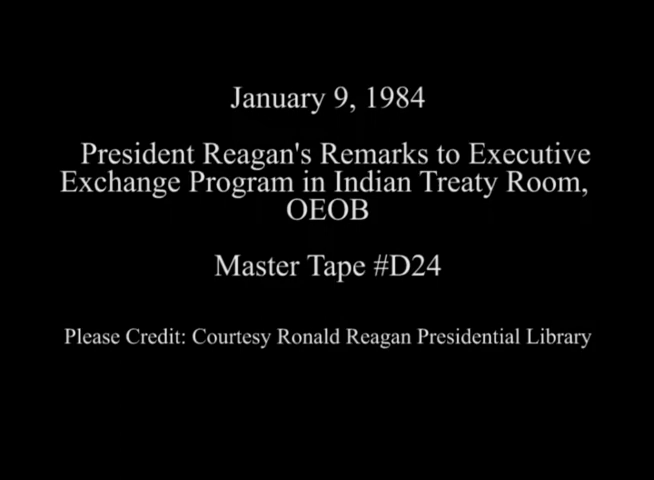 January 9, 1984
President Reagan's Remarks to Executive
Exchange Program in Indian Treaty Room,
OEOB
Master Tape #D24
Please Credit: Courtesy Ronald Reagan Presidential Library